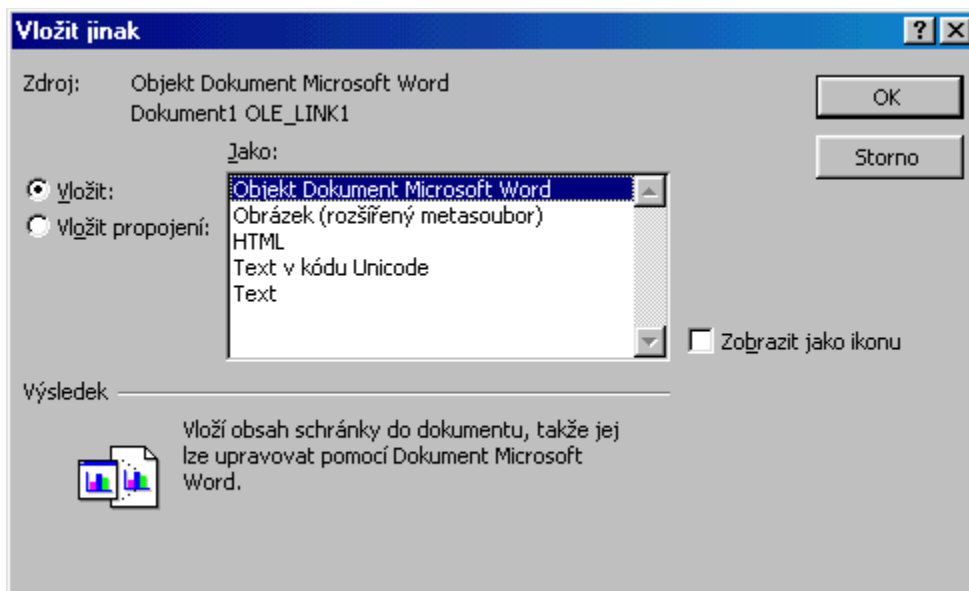 Vložit jinak
Zdroj: Objekt Dokument Microsoft Word
Dokument1 OLE_LINK1
OK
Storno
Jako:
Vložit:
Vložit propojení:
Objekt Dokument Microsoft Word
Obrázek (rozšířený metasoubor)
HTML
Text v kódu Unicode
Text
Zobrazit jako ikonu
Výsledek
Vloží obsah schránky do dokumentu, takže jej
lze upravovat pomocí Dokument Microsoft
Word.